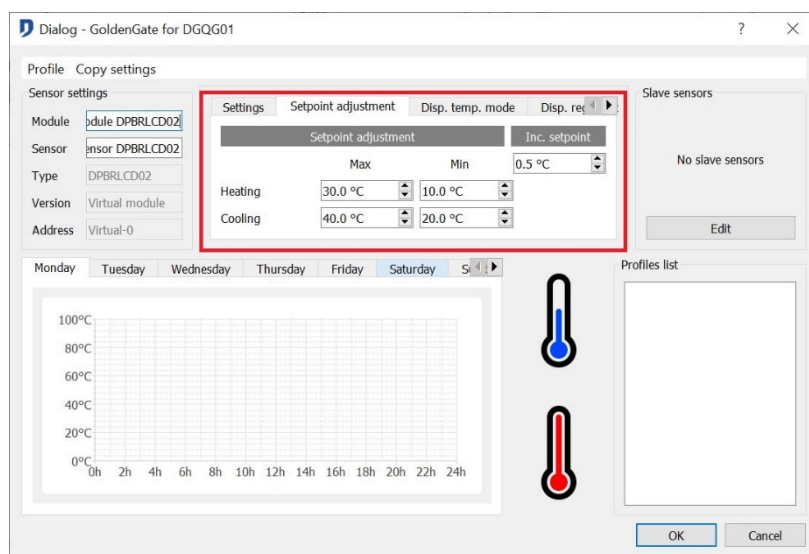 Dialog - GoldenGate for DGQG01
?
Profile Copy settings
Sensor settings
Module
DPBRLCD02
Sensor
DPBRLCD02
Type
DPBRLCD02
Version
Virtual module
Address
Virtual-0
Settings
Setpoint adjustment
Disp. temp. mode
Disp.
Setpoint adjustment
Inc. setpoint
Max
Min
0.5 °C
Heating
30.0 °C
10.0 °C
Cooling
40.0 °C
20.0 °C
Slave sensors
No slave sensors
Edit
Monday
Tuesday
Wednesday
Thursday
Friday
Saturday
100°C
80°C
60°C
40°C
20°C
0°C
0h 2h 4h 6h 8h 10h 12h 14h 16h 18h 20h 22h 24h
Profiles list
OK
Cancel